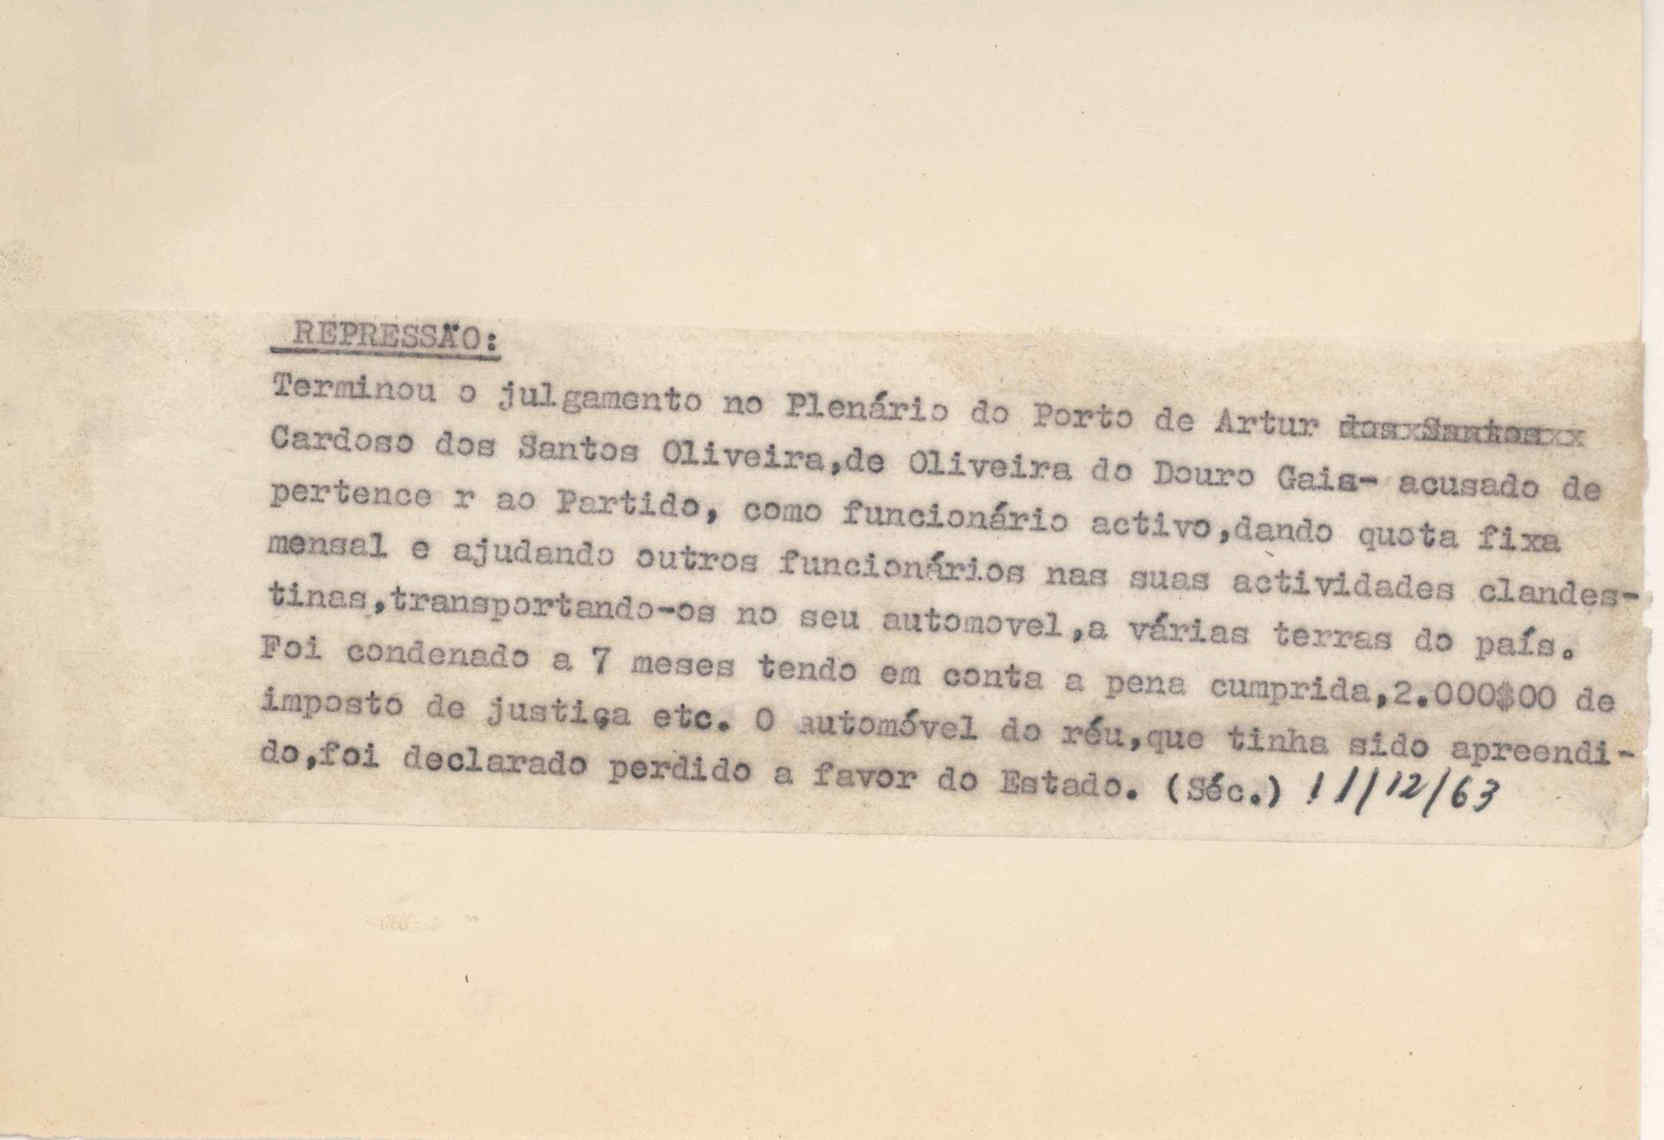 REPRESSÃO:
Terminou o julgamento no Plenário do Porto de Artur dos Santos
Cardoso dos Santos Oliveira,de Oliveira do Douro Gaia- acusado de
pertence r ao Partido, como funcionário activo,dando quota fixa
mensal e ajudando outros funcionários nas suas actividades clandes-
tinas,transportando-os no seu automovel,a várias terras do país.
Foi condenado a 7 meses tendo em conta a pena cumprida,2.000$00 de
imposto de justiça etc. O automóvel do réu,que tinha sido apreendi-
do,foi declarado perdido a favor do Estado. (Séc.) 11/12/63